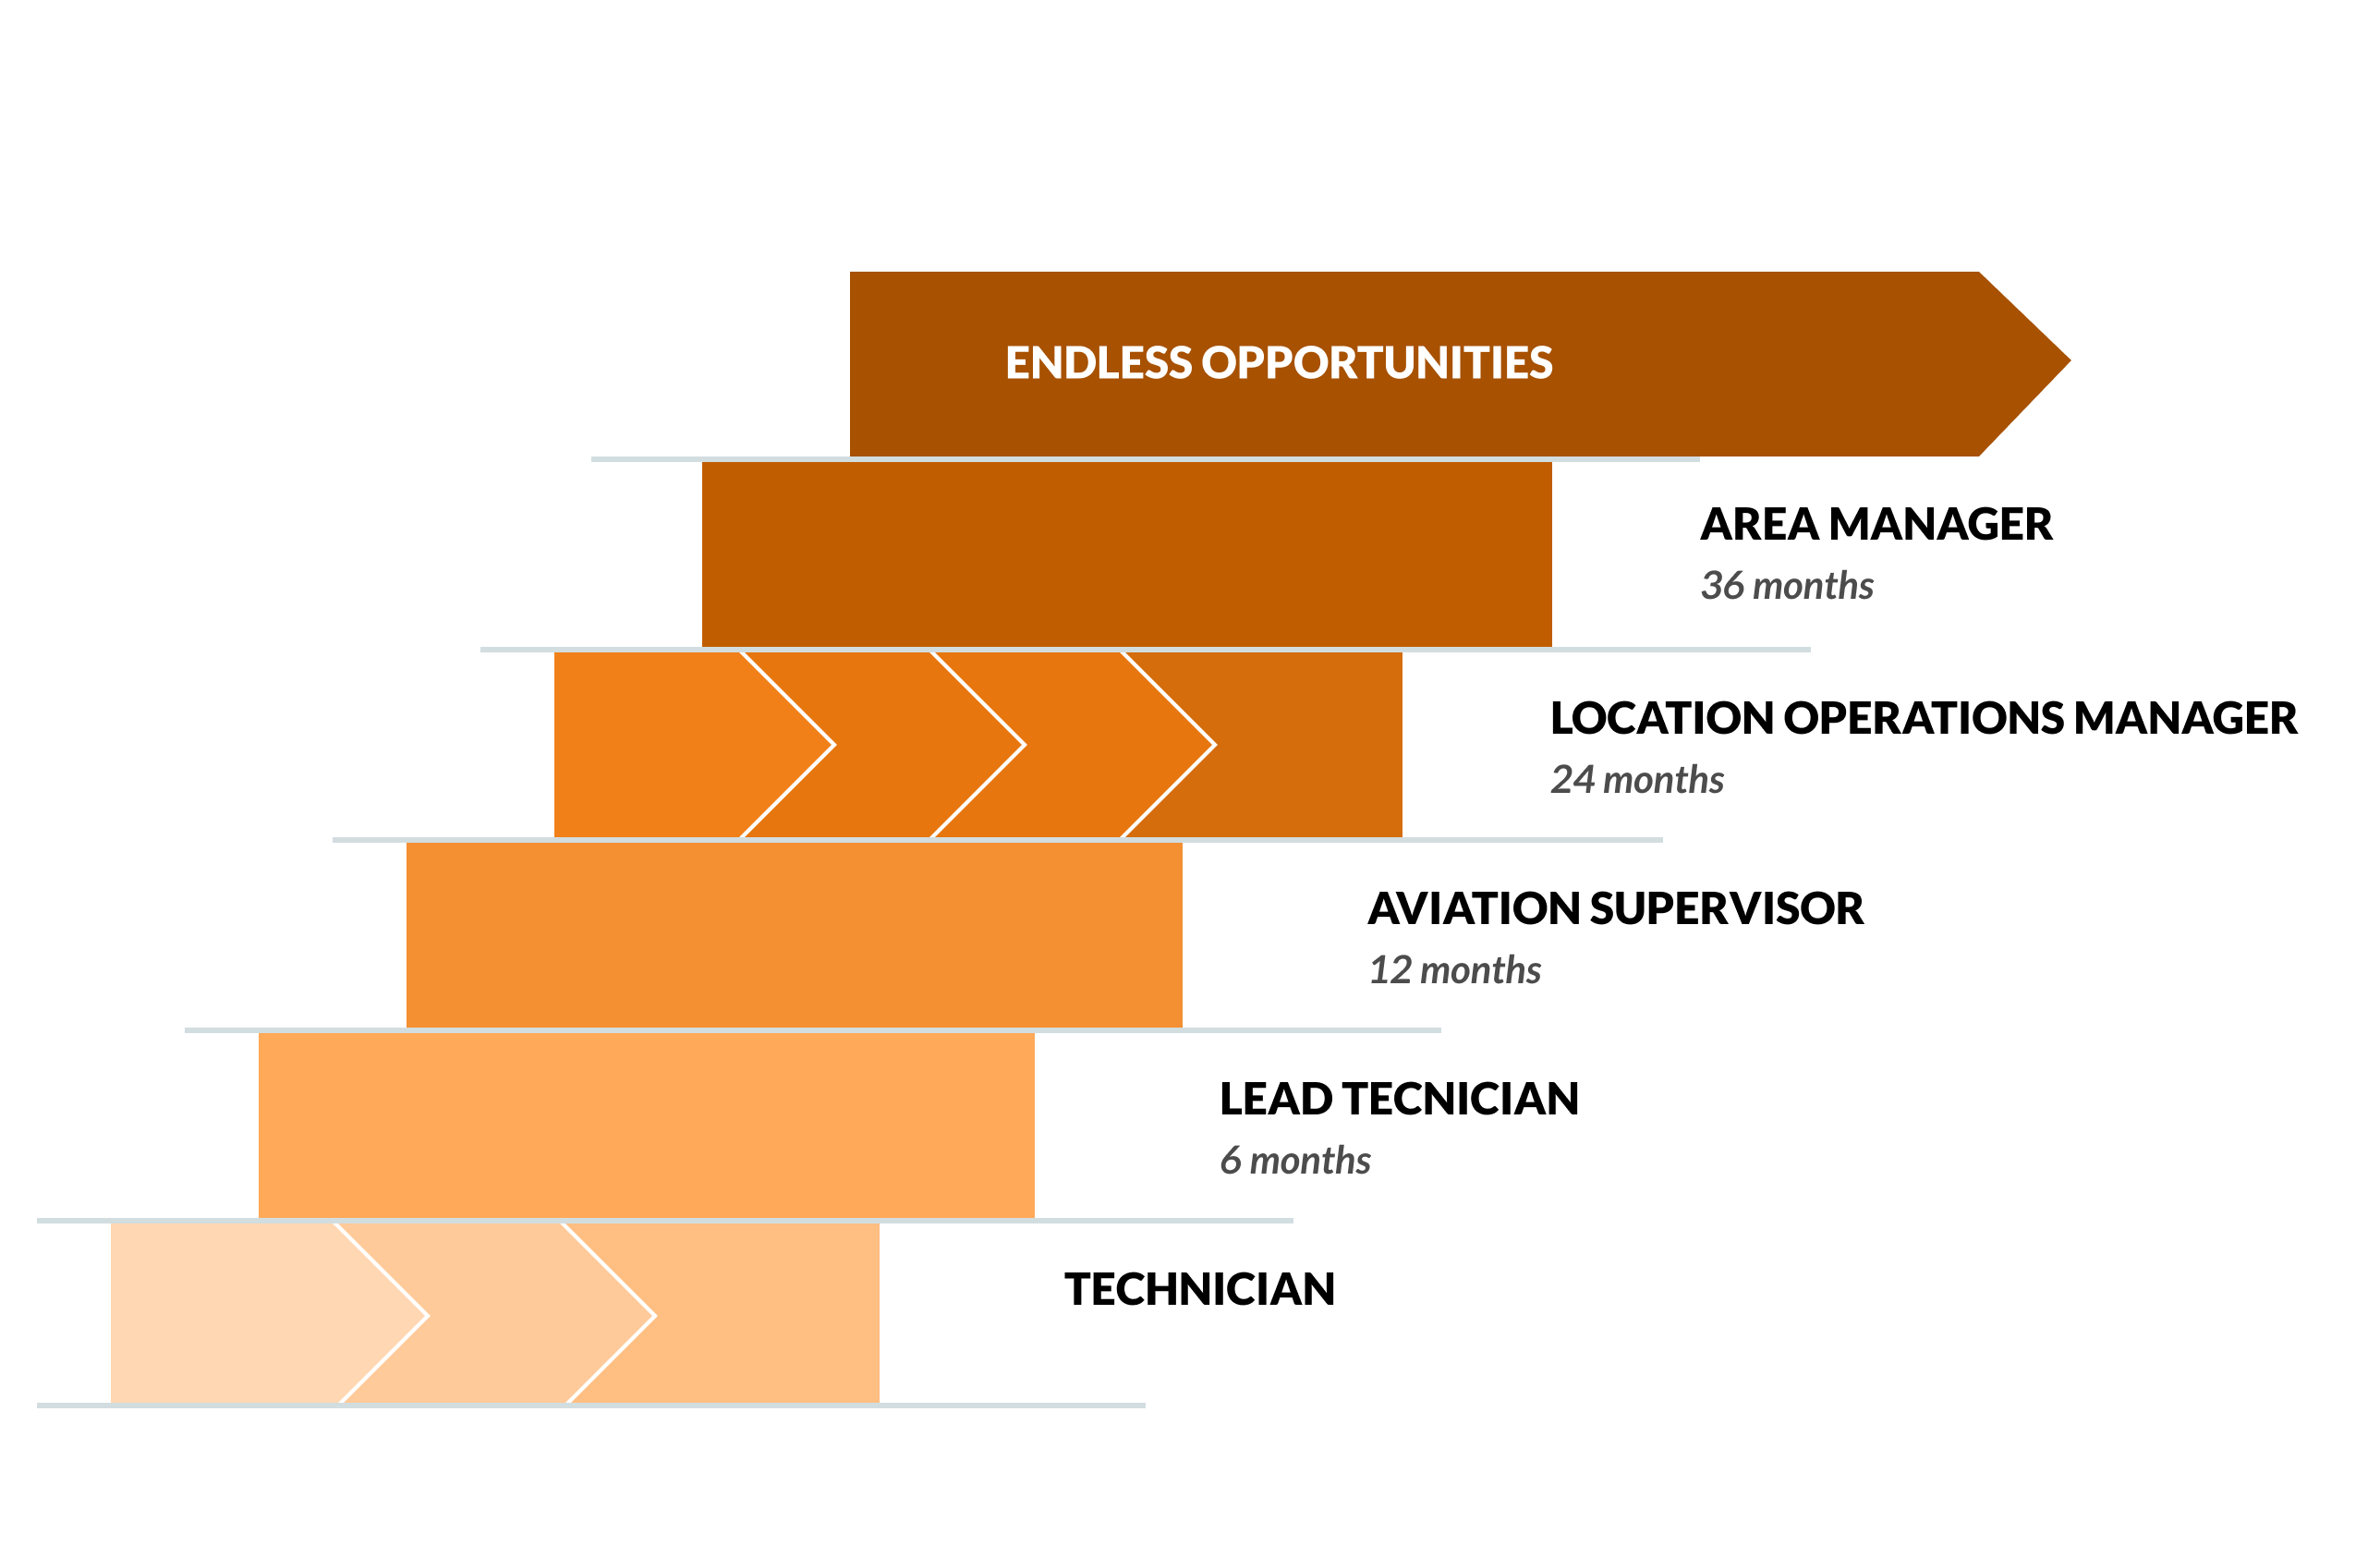 ENDLESS OPPORTUNITIES
AREA MANAGER
36 months
LOCATION OPERATIONS MANAGER
24 months
AVIATION SUPERVISOR
12 months
LEAD TECNICIAN
6 months
TECHNICIAN